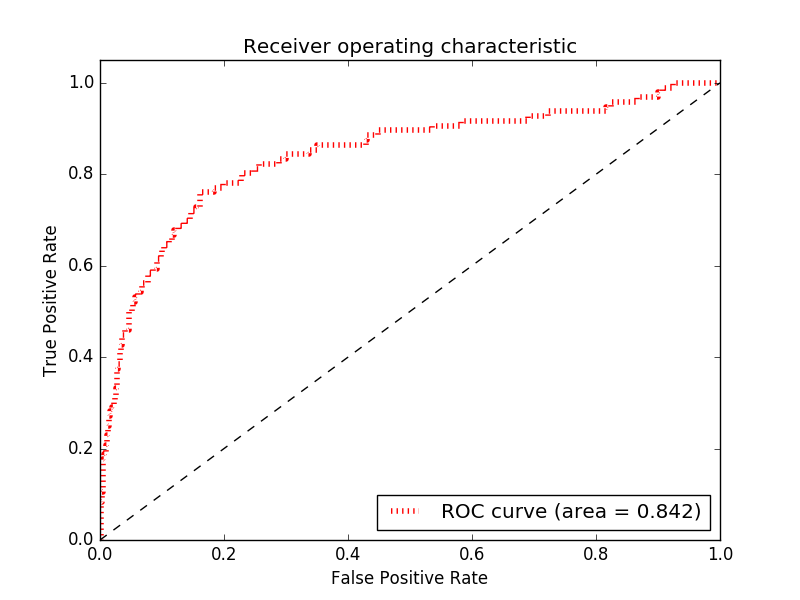 Receiver operating characteristic
True Positive Rate
1.0
0.8
0.6
0.4
0.2
0.0
ROC curve (area = 0.842)
0.0 0.2 0.4 0.6 0.8 1.0
False Positive Rate